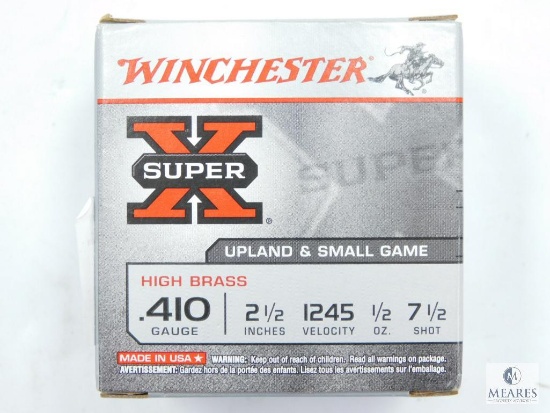 WINCHESTER
SUPER X
®
SUPER
UPLAND & SMALL GAME
HIGH BRASS
.410 2 1/2 1245 1/2 7 1/2
GAUGE INCHES VELOCITY OZ. SHOT
MADE IN USA ★ WARNING: Keep out of reach of children. Read all warnings on package.
AVERTISSEMENT: Gardez hors de la portée des enfants. Lisez tous les avertissements sur l'emballage.
MEARES